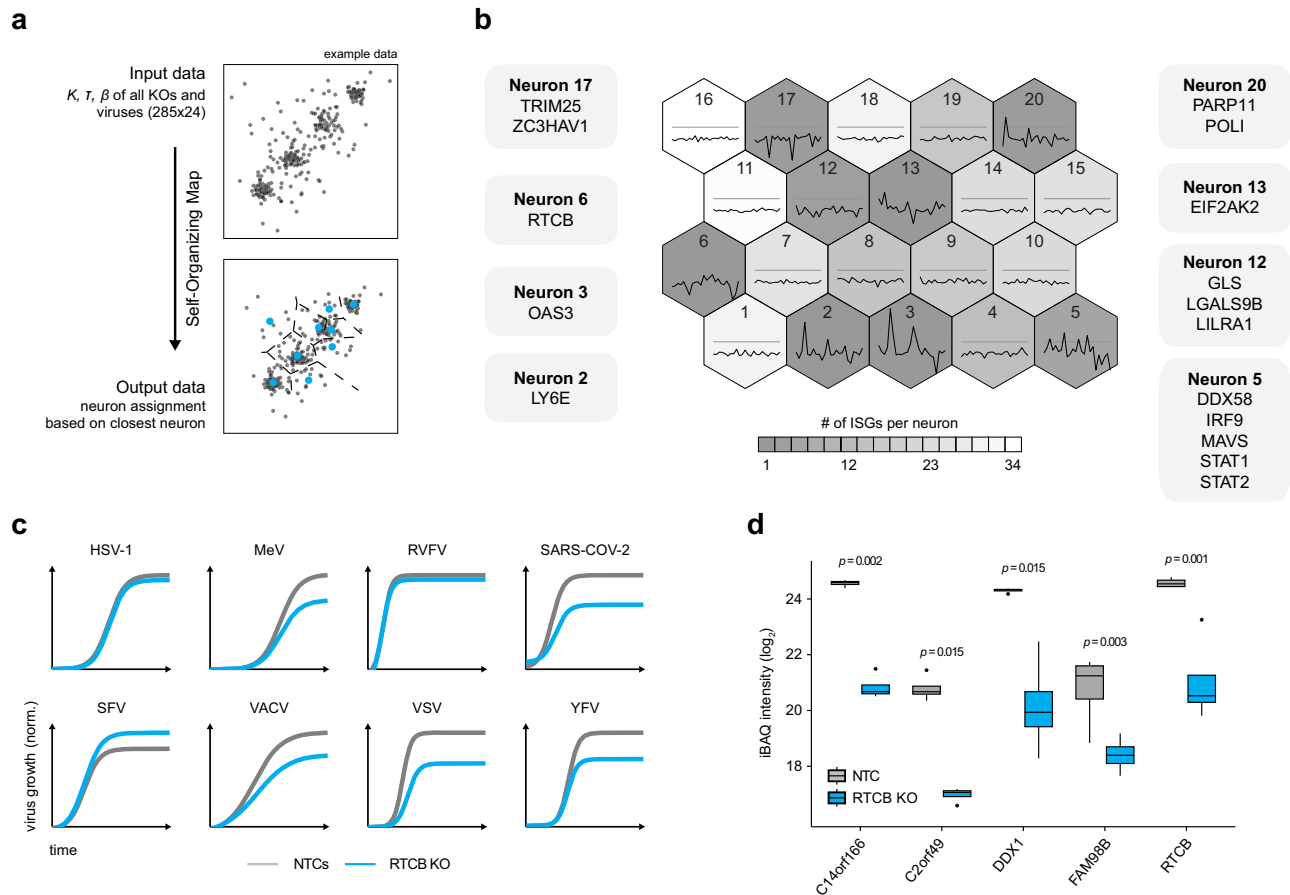 a
example data
Input data
K, τ, β of all KOs and
viruses (285x24)
Self-Organizing Map
Output data
neuron assignment
based on closest neuron
b
Neuron 17
TRIM25
ZC3HAV1
Neuron 6
RTCB
Neuron 3
OAS3
Neuron 2
LY6E
16
17
18
19
20
11
12
13
14
15
6
7
8
9
10
1
2
3
4
5
# of ISGs per neuron
1
12
23
34
Neuron 20
PARP11
POLI
Neuron 13
EIF2AK2
Neuron 12
GLS
LGALS9B
LILRA1
Neuron 5
DDX58
IRF9
MAVS
STAT1
STAT2
c
HSV-1
MeV
RVFV
SARS-COV-2
SFV
VACV
VSV
YFV
virus growth (norm.)
time
NTCs
RTCB KO
d
iBAQ intensity (log2)
24
22
20
18
p = 0.002
p = 0.015
p = 0.015
p = 0.003
p = 0.001
NTC
RTCB KO
C14orf166
C2orf49
DDX1
FAM98B
RTCB